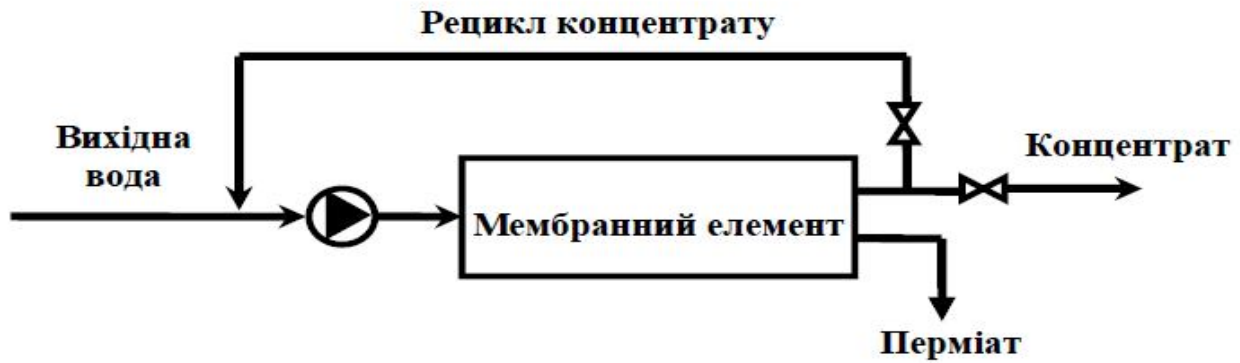 Рецикл концентрату
Вихідна
вода
Концентрат
Мембранний елемент
Перміат